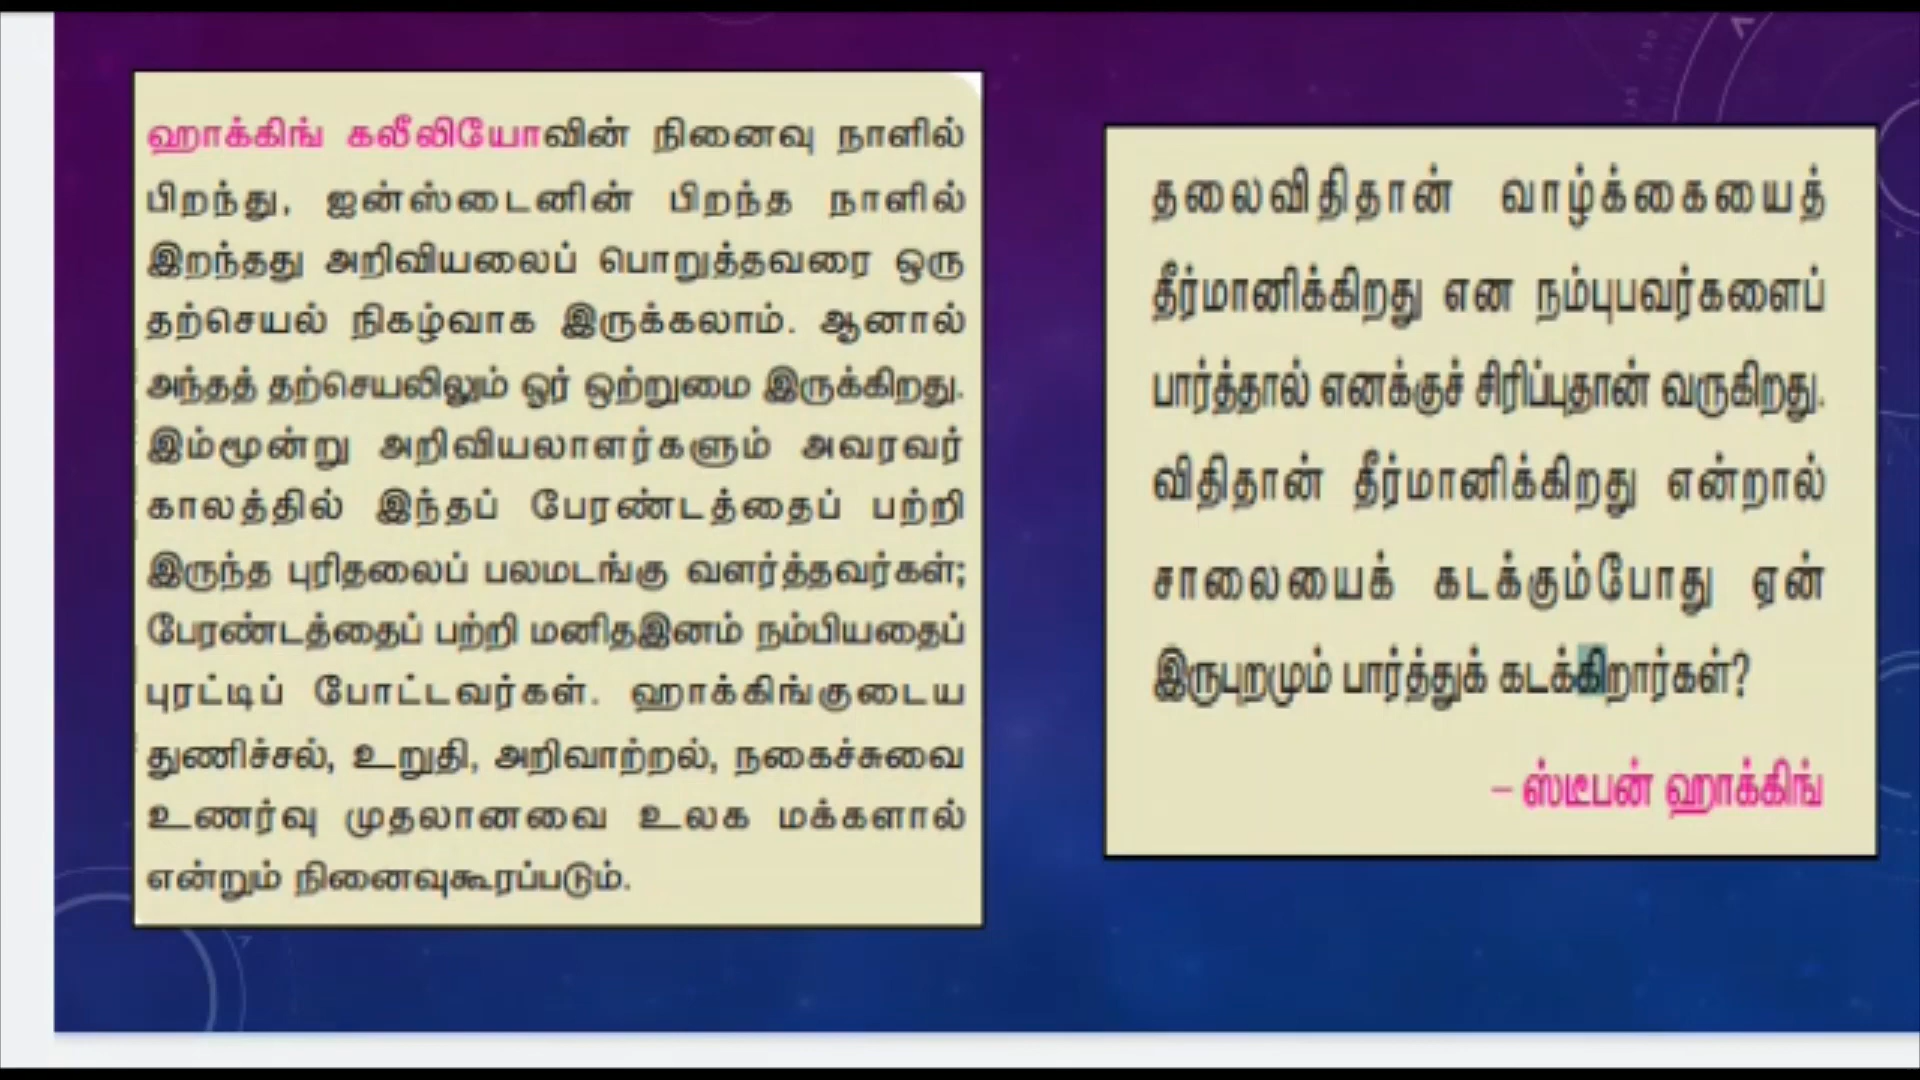 ஹாக்கிங் கலீலியோவின் நினைவு நாளில்
பிறந்து, ஐன்ஸ்டைனின் பிறந்த நாளில்
இறந்தது அறிவியலைப் பொறுத்தவரை ஒரு
தற்செயல் நிகழ்வாக இருக்கலாம். ஆனால்
அந்தத் தற்செயலிலும் ஓர் ஒற்றுமை இருக்கிறது.
இம்மூன்று அறிவியலாளர்களும் அவரவர்
காலத்தில் இந்தப் பேரண்டத்தைப் பற்றி
இருந்த புரிதலைப் பலமடங்கு வளர்த்தவர்கள்;
பேரண்டத்தைப் பற்றி மனிதஇனம் நம்பியதைப்
புரட்டிப் போட்டவர்கள். ஹாக்கிங்குடைய
துணிச்சல், உறுதி, அறிவாற்றல், நகைச்சுவை
உணர்வு முதலானவை உலக மக்களால்
என்றும் நினைவுகூரப்படும்.
தலைவிதிதான் வாழ்க்கையைத்
தீர்மானிக்கிறது என நம்புபவர்களைப்
பார்த்தால் எனக்குச் சிரிப்புதான் வருகிறது.
விதிதான் தீர்மானிக்கிறது என்றால்
சாலையைக் கடக்கும்போது ஏன்
இருபுறமும் பார்த்துக் கடக்கிறார்கள்?
– ஸ்டீபன் ஹாக்கிங்